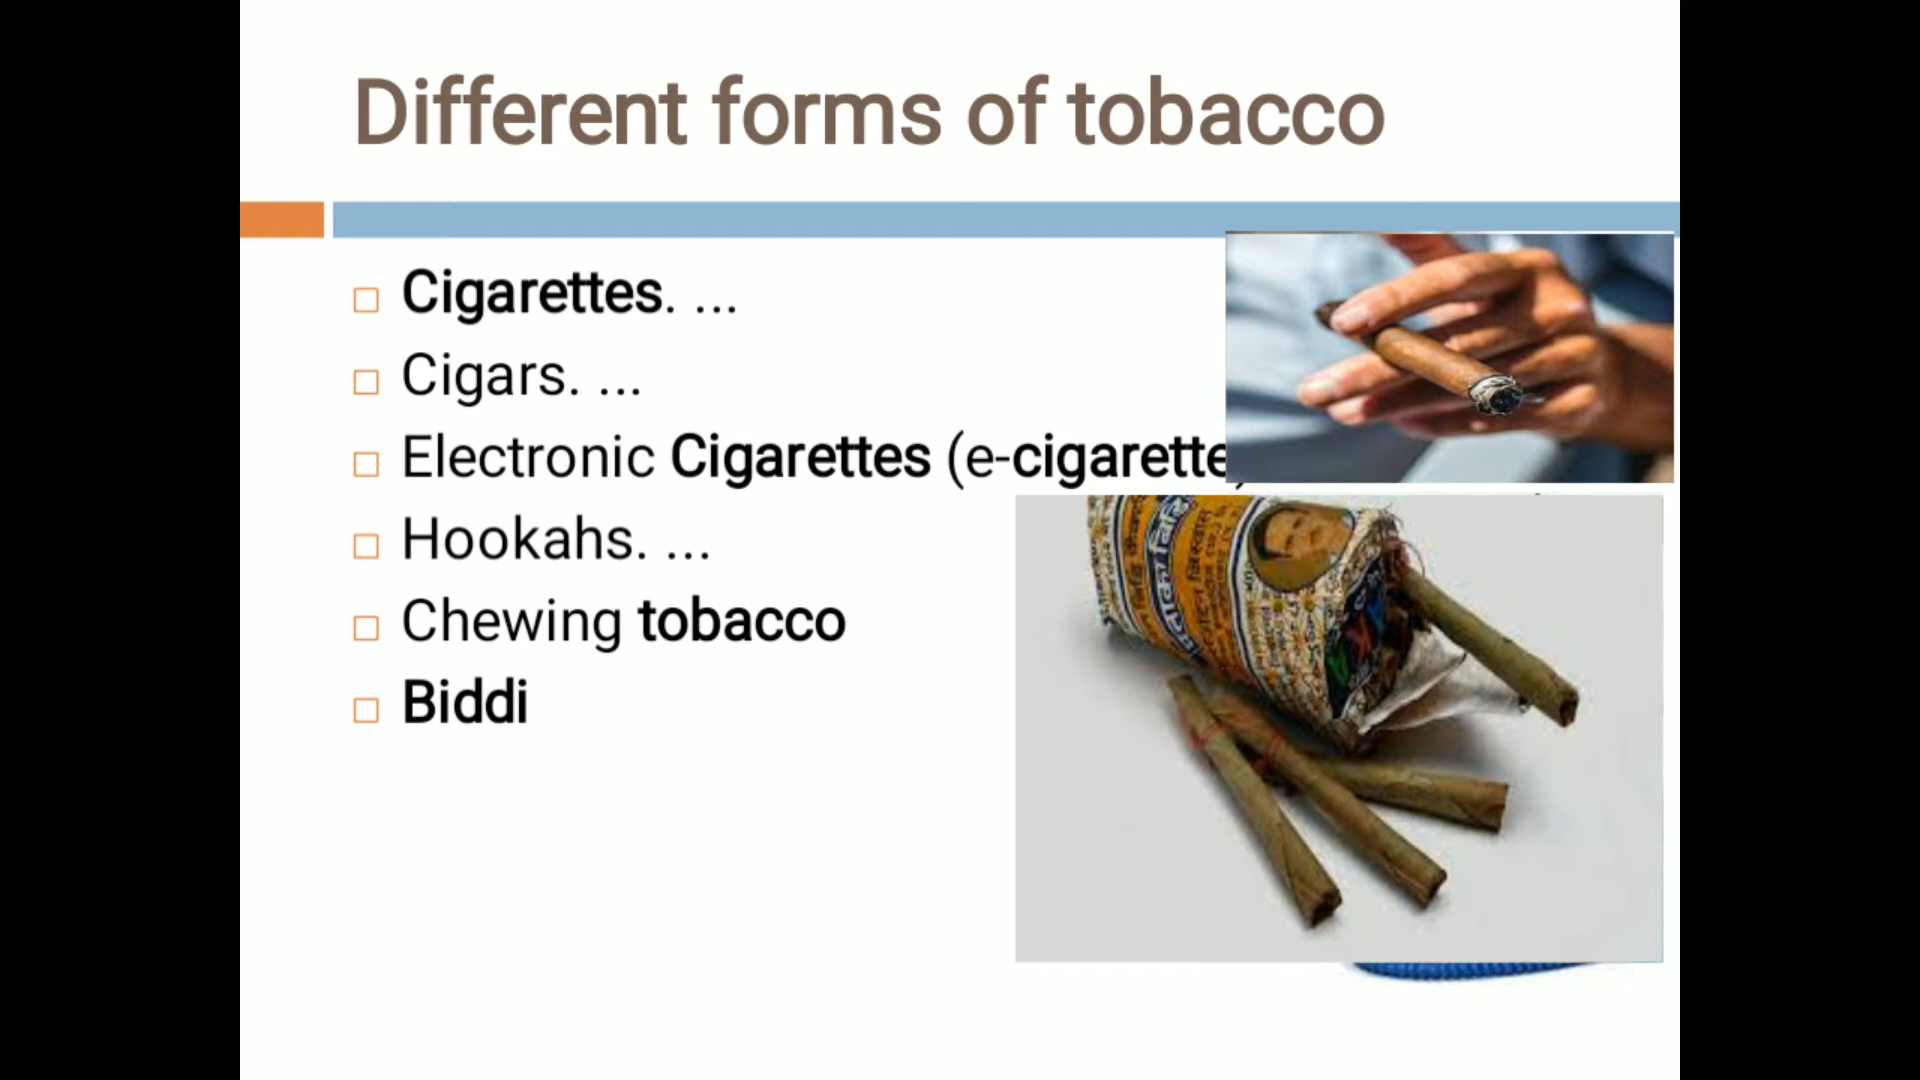 Different forms of tobacco
Cigarettes. ...
Cigars. ...
Electronic Cigarettes (e-cigarette
Hookahs. ...
Chewing tobacco
Biddi